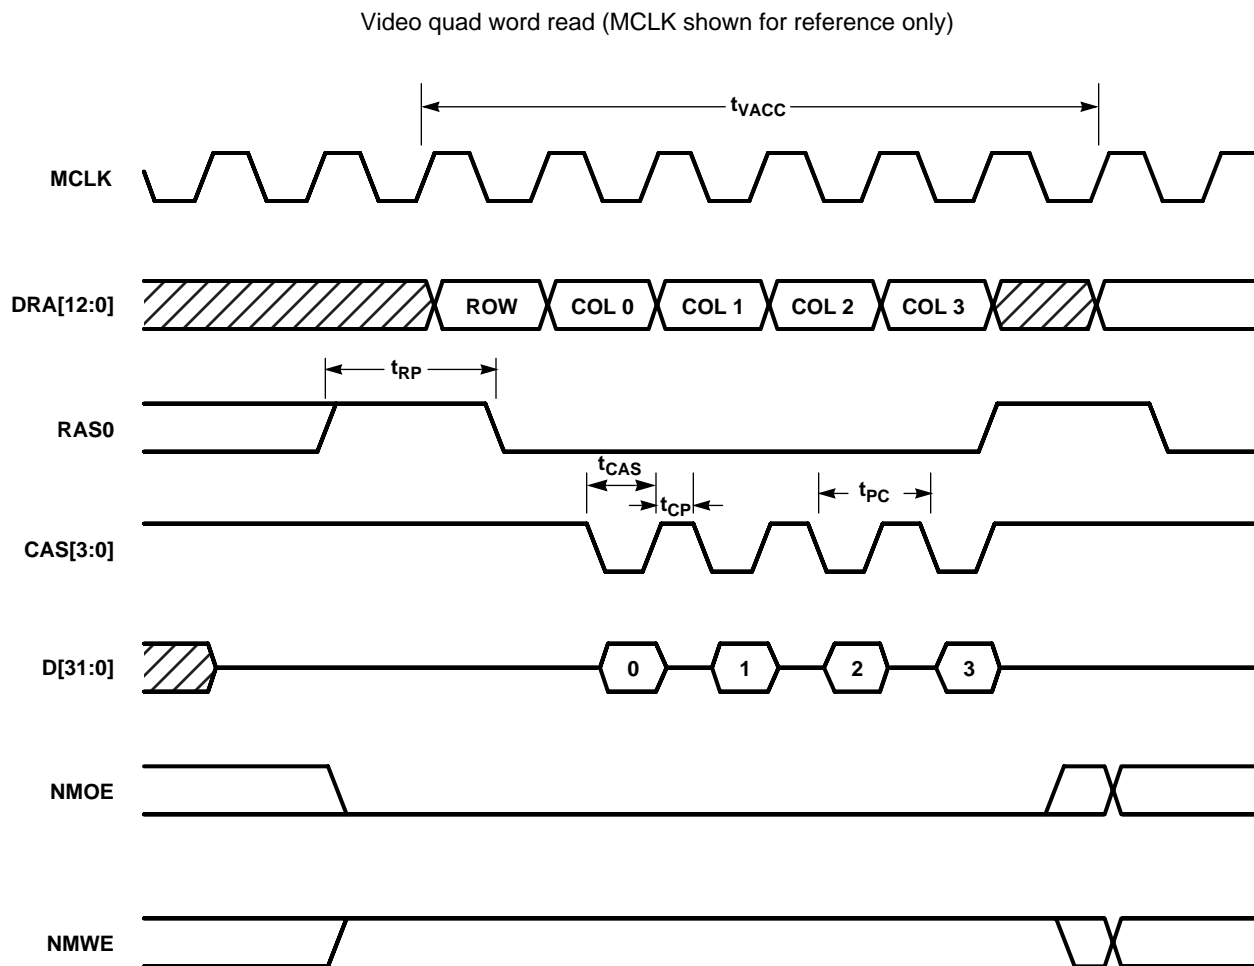 Video quad word read (MCLK shown for reference only)
tVACC
MCLK
DRA[12:0]
ROW
COL 0
COL 1
COL 2
COL 3
tRP
RAS0
tCAS
tCP
tPC
CAS[3:0]
D[31:0]
0
1
2
3
NMOE
NMWE